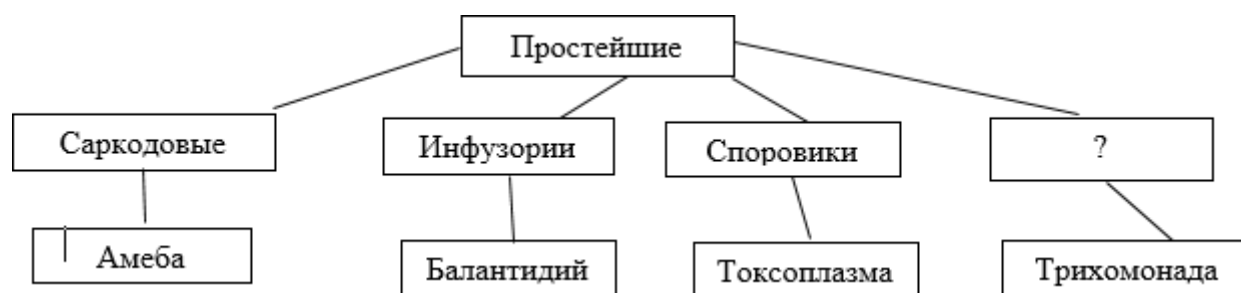 Простейшие
Саркодовые
Инфузории
Споровики
?
Амеба
Балантидий
Токсоплазма
Трихомонада